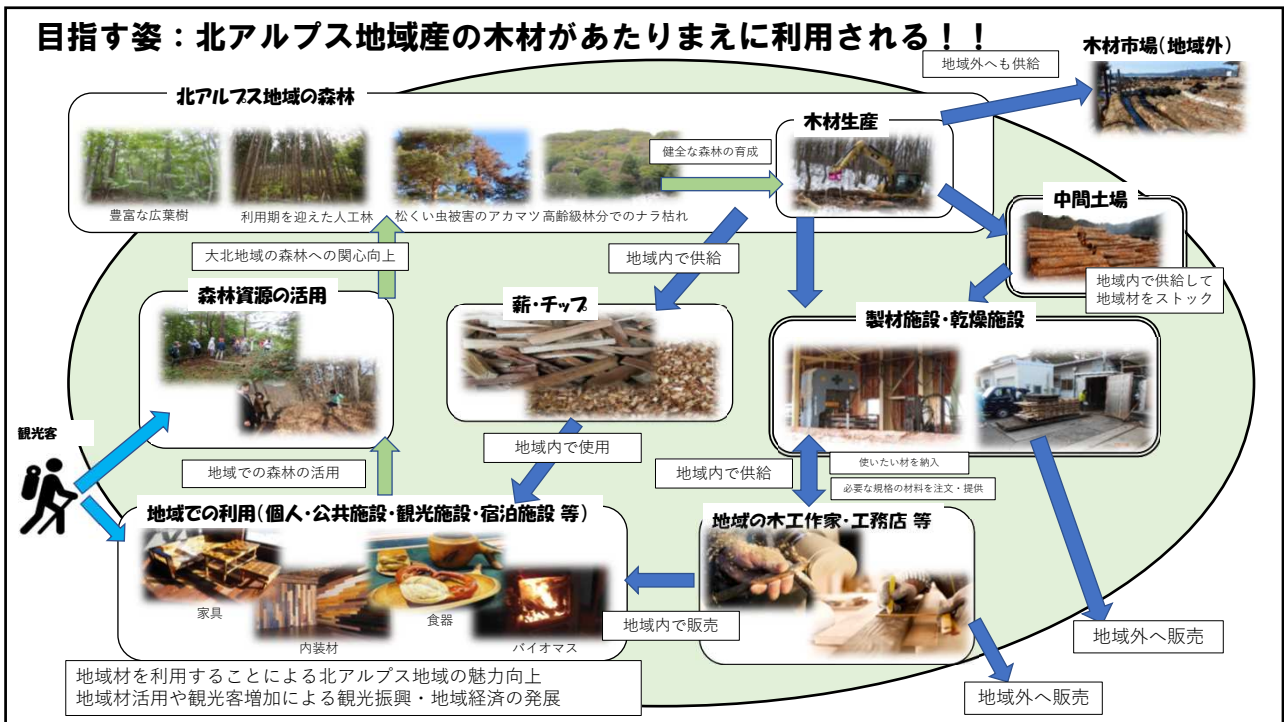 目指す姿：北アルプス地域産の木材があたりまえに利用される！！
木材市場(地域外)
地域外へも供給
北アルプス地域の森林
木材生産
健全な森林の育成
豊富な広葉樹
利用期を迎えた人工林
松くい虫被害のアカマツ
高齢級林分でのナラ枯れ
中間土場
地域内で供給して
地域材をストック
大北地域の森林への関心向上
地域内で供給
森林資源の活用
薪・チップ
製材施設・乾燥施設
観光客
地域での森林の活用
地域内で使用
地域内で供給
使いたい材を納入
必要な規格の材料を注文・提供
地域での利用(個人・公共施設・観光施設・宿泊施設 等)
地域の木工作家・工務店 等
家具
内装材
食器
バイオマス
地域内で販売
地域外へ販売
地域外へ販売
地域材を利用することによる北アルプス地域の魅力向上
地域材活用や観光客増加による観光振興・地域経済の発展